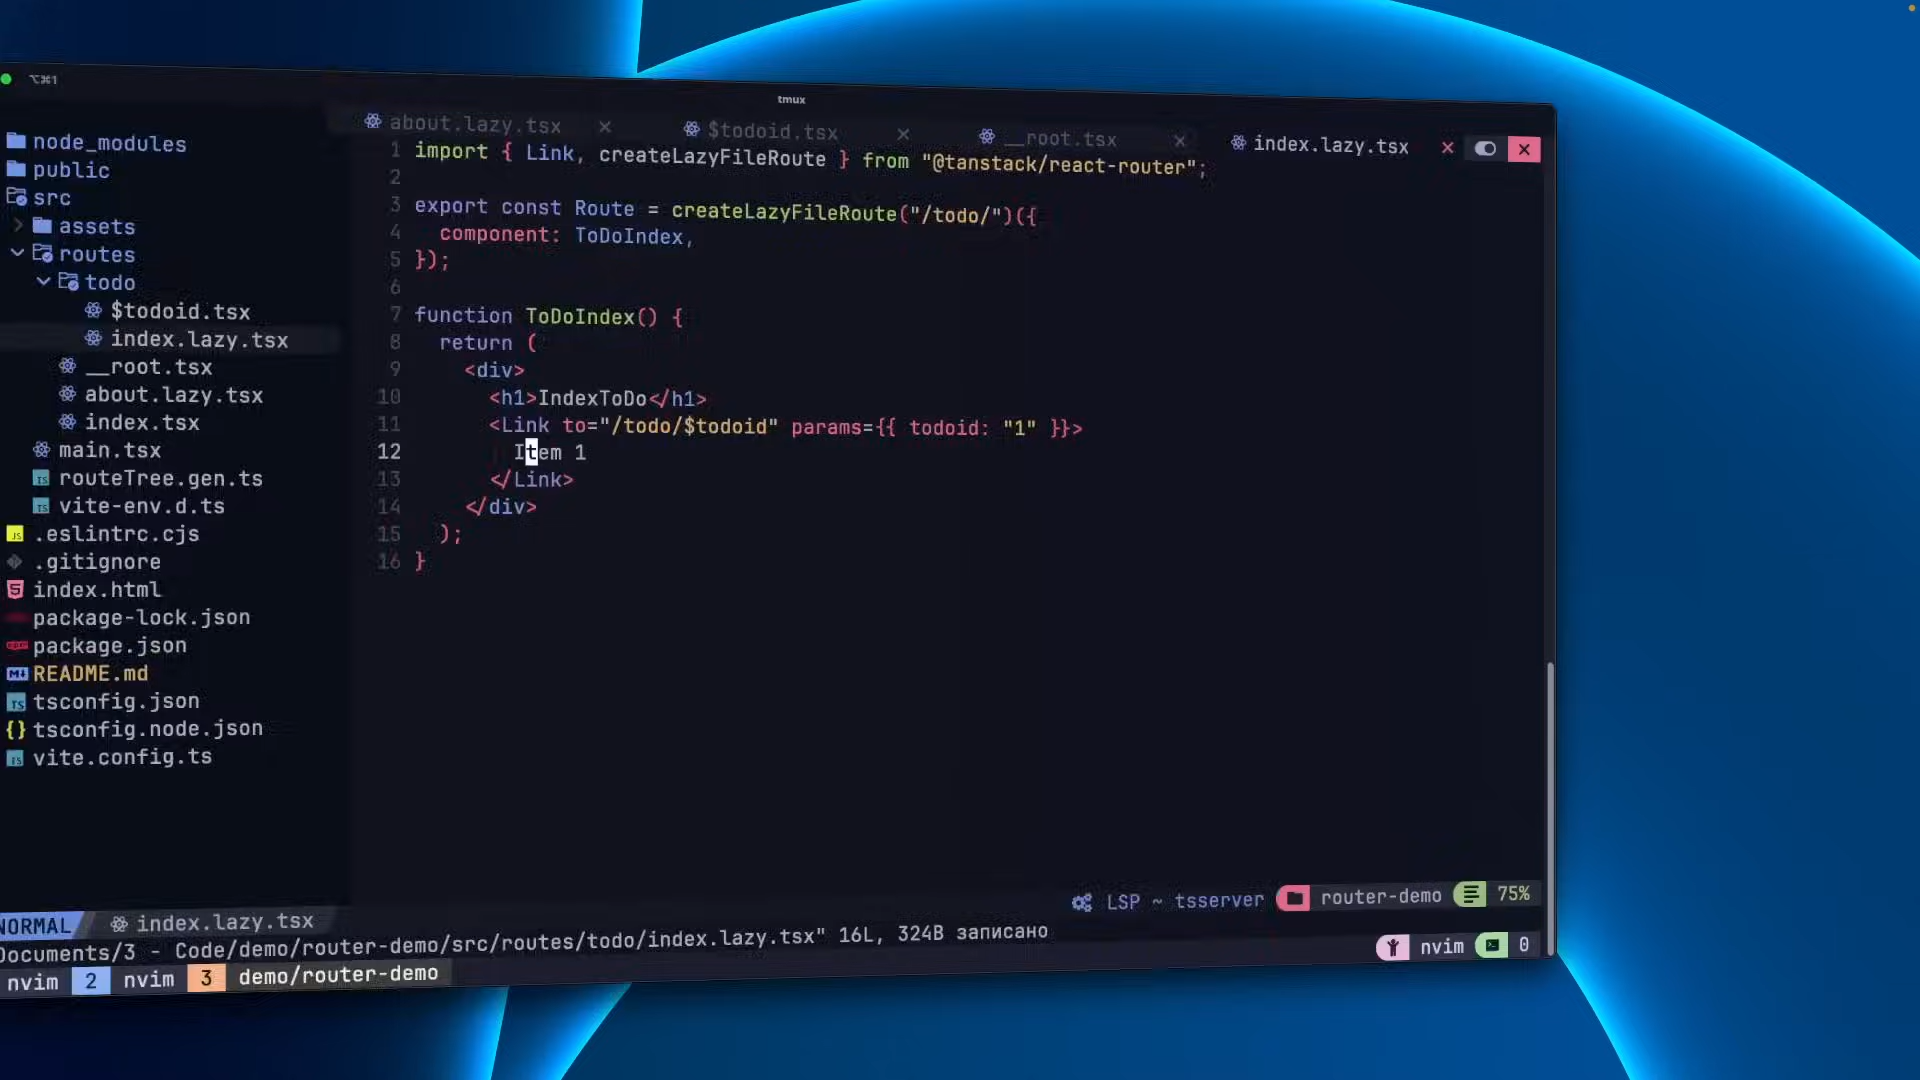 ⌥⌘1
tmux
node_modules
public
src
assets
routes
todo
$todoid.tsx
index.lazy.tsx
__root.tsx
about.lazy.tsx
index.tsx
main.tsx
routeTree.gen.ts
vite-env.d.ts
.eslintrc.cjs
.gitignore
index.html
package-lock.json
package.json
README.md
tsconfig.json
tsconfig.node.json
vite.config.ts
about.lazy.tsx × $todoid.tsx × __root.tsx × index.lazy.tsx ×
1 import { Link, createLazyFileRoute } from "@tanstack/react-router";
2
3 export const Route = createLazyFileRoute("/todo/")({
4 component: ToDoIndex,
5 });
6
7 function ToDoIndex() {
8 return (
9 <div>
10 <h1>IndexToDo</h1>
11 <Link to="/todo/$todoid" params={{ todoid: "1" }}>
12 Item 1
13 </Link>
14 </div>
15 );
16 }
NORMAL index.lazy.tsx LSP ~ tsserver router-demo 75%
Documents/3 - Code/demo/router-demo/src/routes/todo/index.lazy.tsx" 16L, 324B записано
nvim 2 nvim 3 demo/router-demo nvim 0